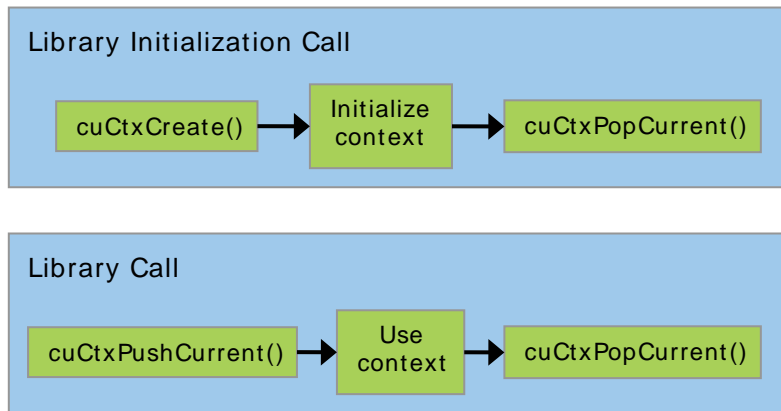 Library Initialization Call
cuCtxCreate()
Initialize
context
cuCtxPopCurrent()
Library Call
cuCtxPushCurrent()
Use
context
cuCtxPopCurrent()